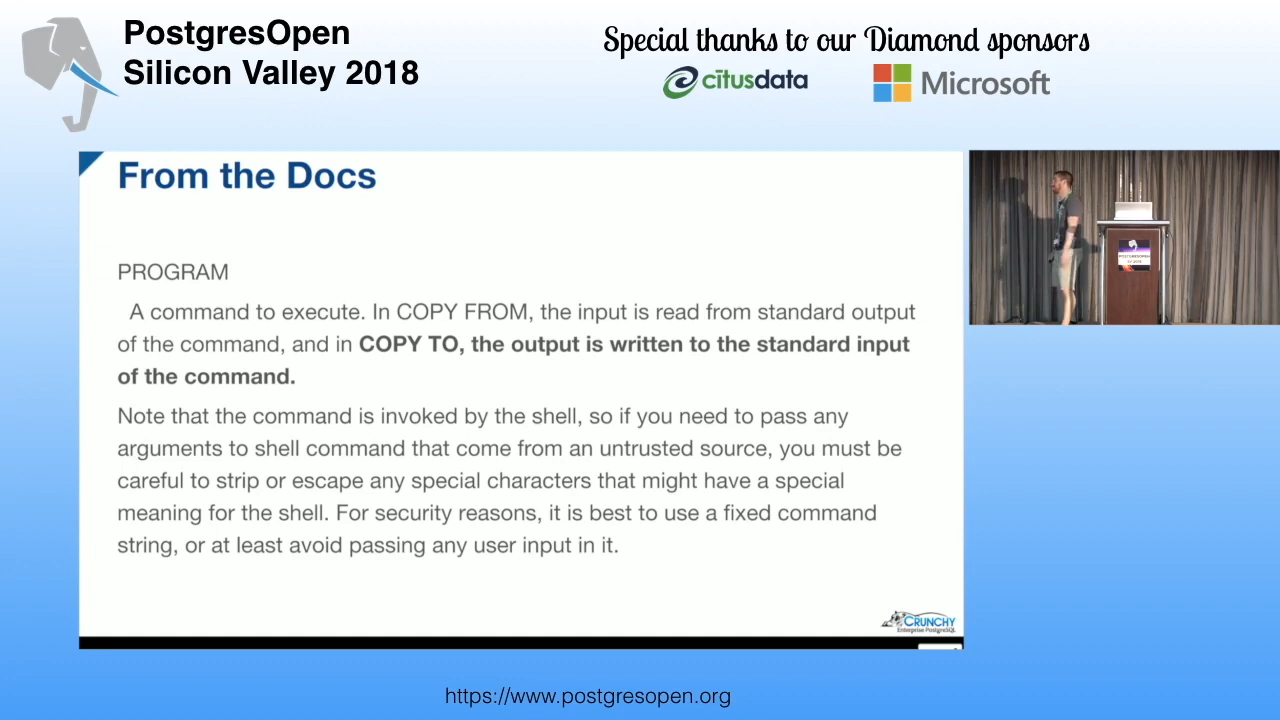 PostgresOpen
Silicon Valley 2018
Special thanks to our Diamond sponsors
citusdata
Microsoft
From the Docs
PROGRAM
A command to execute. In COPY FROM, the input is read from standard output
of the command, and in COPY TO, the output is written to the standard input
of the command.
Note that the command is invoked by the shell, so if you need to pass any
arguments to shell command that come from an untrusted source, you must be
careful to strip or escape any special characters that might have a special
meaning for the shell. For security reasons, it is best to use a fixed command
string, or at least avoid passing any user input in it.
CRUNCHY
Enterprise PostgreSQL
POSTGRESOPEN
SV 2018
https://www.postgresopen.org